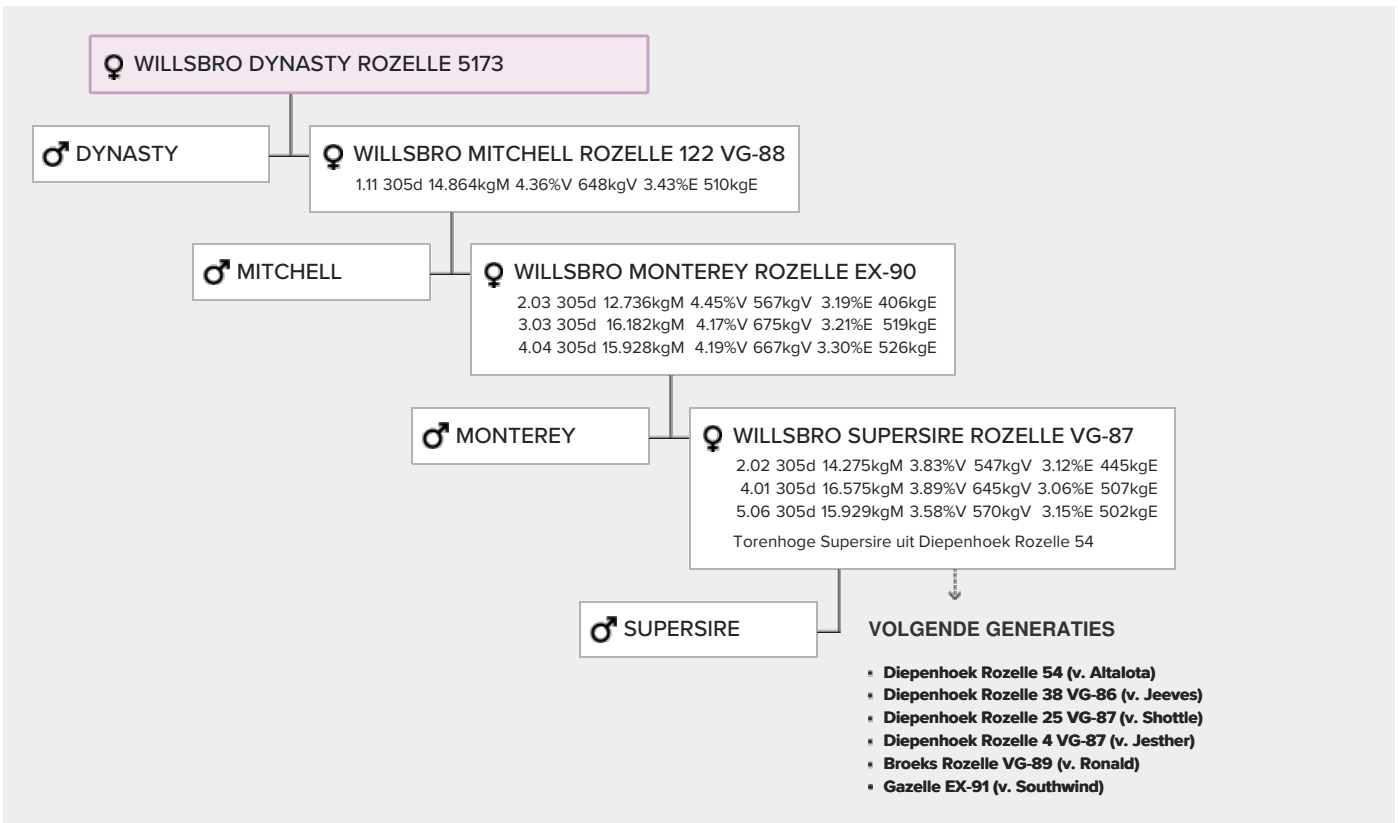 WILLSBRO DYNASTY ROZELLE 5173
DYNASTY
WILLSBRO MITCHELL ROZELLE 122 VG-88
1.11 305d 14.864kgM 4.36%V 648kgV 3.43%E 510kgE
MITCHELL
WILLSBRO MONTEREY ROZELLE EX-90
2.03 305d 12.736kgM 4.45%V 567kgV 3.19%E 406kgE
3.03 305d 16.182kgM 4.17%V 675kgV 3.21%E 519kgE
4.04 305d 15.928kgM 4.19%V 667kgV 3.30%E 526kgE
MONTEREY
WILLSBRO SUPERSIRE ROZELLE VG-87
2.02 305d 14.275kgM 3.83%V 547kgV 3.12%E 445kgE
4.01 305d 16.575kgM 3.89%V 645kgV 3.06%E 507kgE
5.06 305d 15.929kgM 3.58%V 570kgV 3.15%E 502kgE
Torenhoge Supersire uit Diepenhoek Rozelle 54
SUPERSIRE
VOLGENDE GENERATIES
Diepenhoek Rozelle 54 (v. Altalota)
Diepenhoek Rozelle 38 VG-86 (v. Jeeves)
Diepenhoek Rozelle 25 VG-87 (v. Shottle)
Diepenhoek Rozelle 4 VG-87 (v. Jesther)
Broeks Rozelle VG-89 (v. Ronald)
Gazelle EX-91 (v. Southwind)